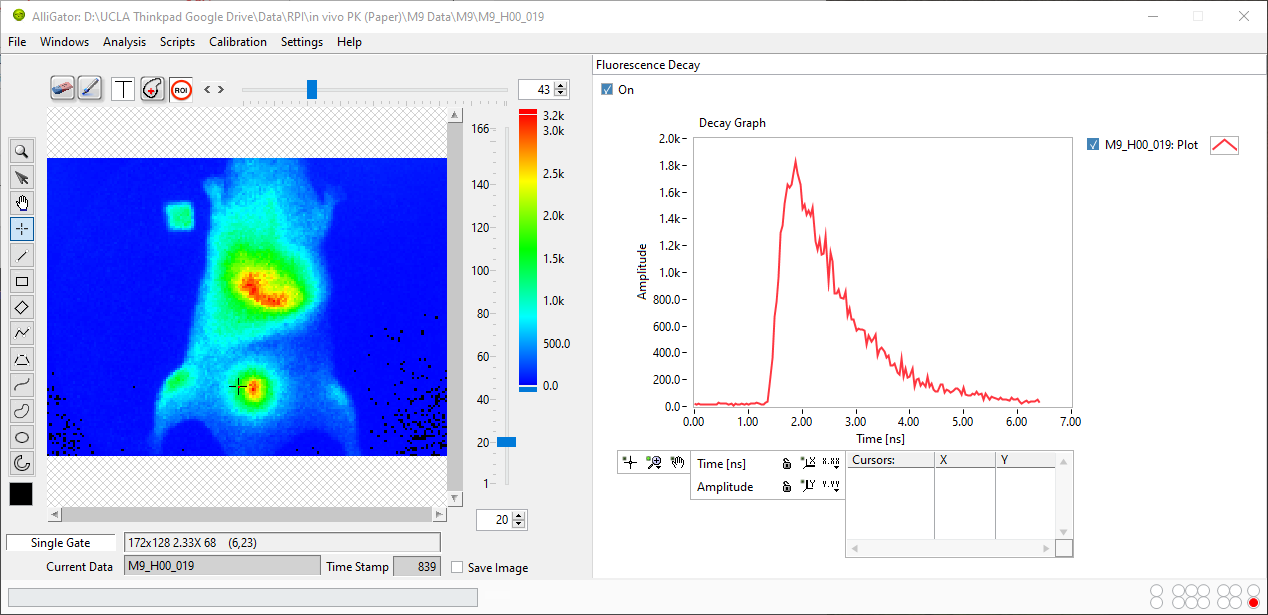 AlliGator: D:\UCLA Thinkpad Google Drive\Data\RPI\in vivo PK (Paper)\M9 Data\M9\M9_H00_019
File Windows Analysis Scripts Calibration Settings Help
Fluorescence Decay
On
T
ROI
< >
43
166
140
120
100
80
60
40
20
1
20
3.2k
3.0k
2.5k
2.0k
1.5k
1.0k
500.0
0.0
Decay Graph
M9_H00_019: Plot
Amplitude
2.0k
1.8k
1.6k
1.4k
1.2k
1.0k
800.0
600.0
400.0
200.0
0.0
0.00 1.00 2.00 3.00 4.00 5.00 6.00 7.00
Time [ns]
Time [ns] X X.XX
Amplitude Y Y.YY
Cursors: X Y
Single Gate 172x128 2.33X 68 (6,23)
Current Data M9_H00_019 Time Stamp 839 Save Image